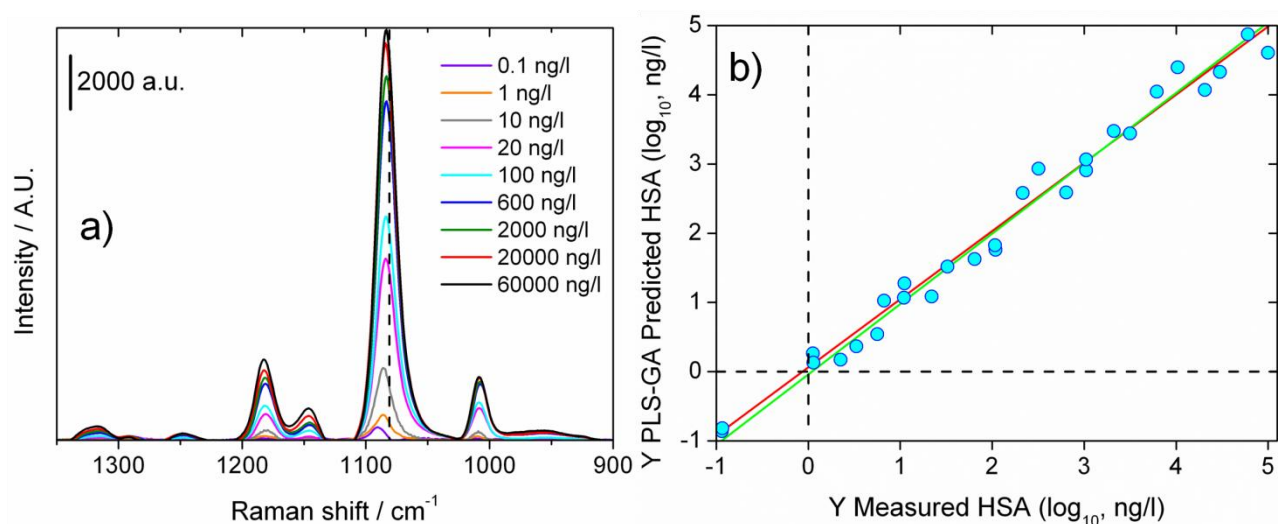 2000 a.u.
0.1 ng/l
1 ng/l
10 ng/l
20 ng/l
100 ng/l
600 ng/l
2000 ng/l
20000 ng/l
60000 ng/l
a)
Intensity / A.U.
1300 1200 1100 1000 900
Raman shift / cm⁻¹
b)
Y PLS-GA Predicted HSA (log₁₀, ng/l)
5
4
3
2
1
0
-1
-1 0 1 2 3 4 5
Y Measured HSA (log₁₀, ng/l)